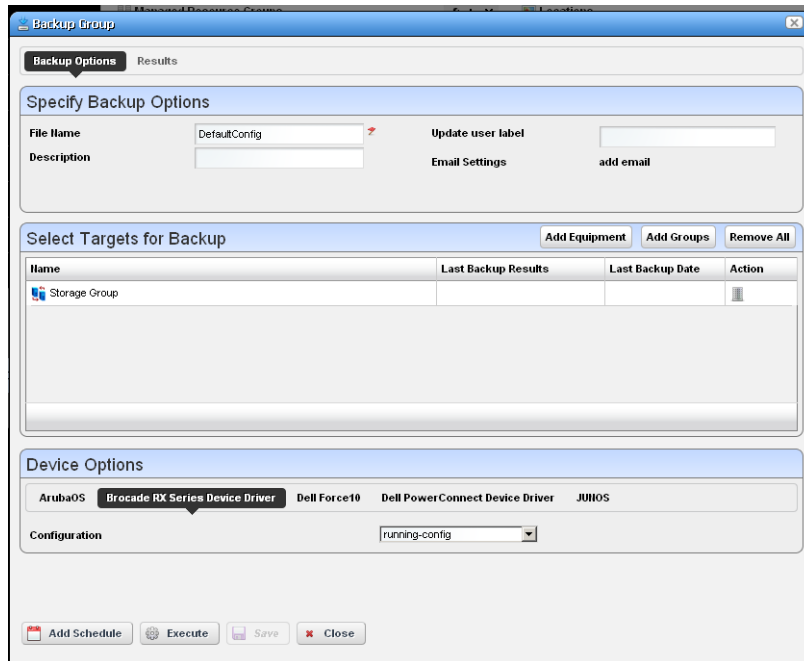 Backup Group
Backup Options Results
Specify Backup Options
File Name DefaultConfig Update user label
Description Email Settings add email
Select Targets for Backup Add Equipment Add Groups Remove All
Name Last Backup Results Last Backup Date Action
Storage Group
Device Options
ArubaOS Brocade RX Series Device Driver Dell Force10 Dell PowerConnect Device Driver JUNOS
Configuration running-config
Add Schedule Execute Save Close